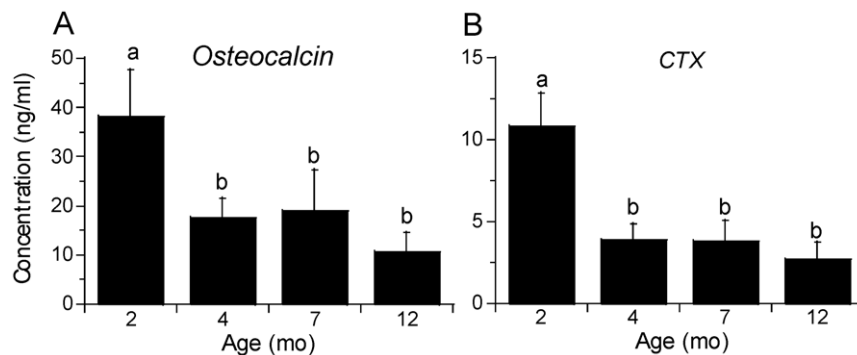 A
Osteocalcin
Concentration (ng/ml)
50
40
30
20
10
0
a
b
b
b
2 4 7 12
Age (mo)
B
CTX
15
10
5
0
a
b
b
b
2 4 7 12
Age (mo)